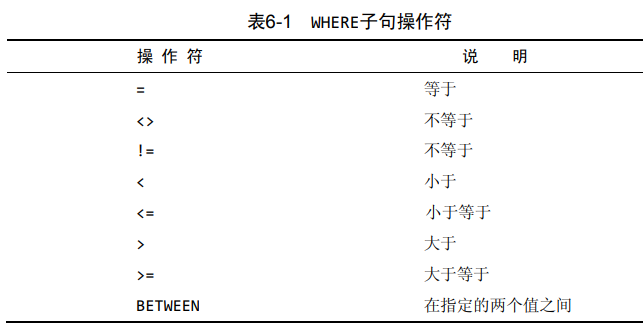 表6-1 WHERE子句操作符
操 作 符 说 明
= 等于
<> 不等于
!= 不等于
< 小于
<= 小于等于
> 大于
>= 大于等于
BETWEEN 在指定的两个值之间